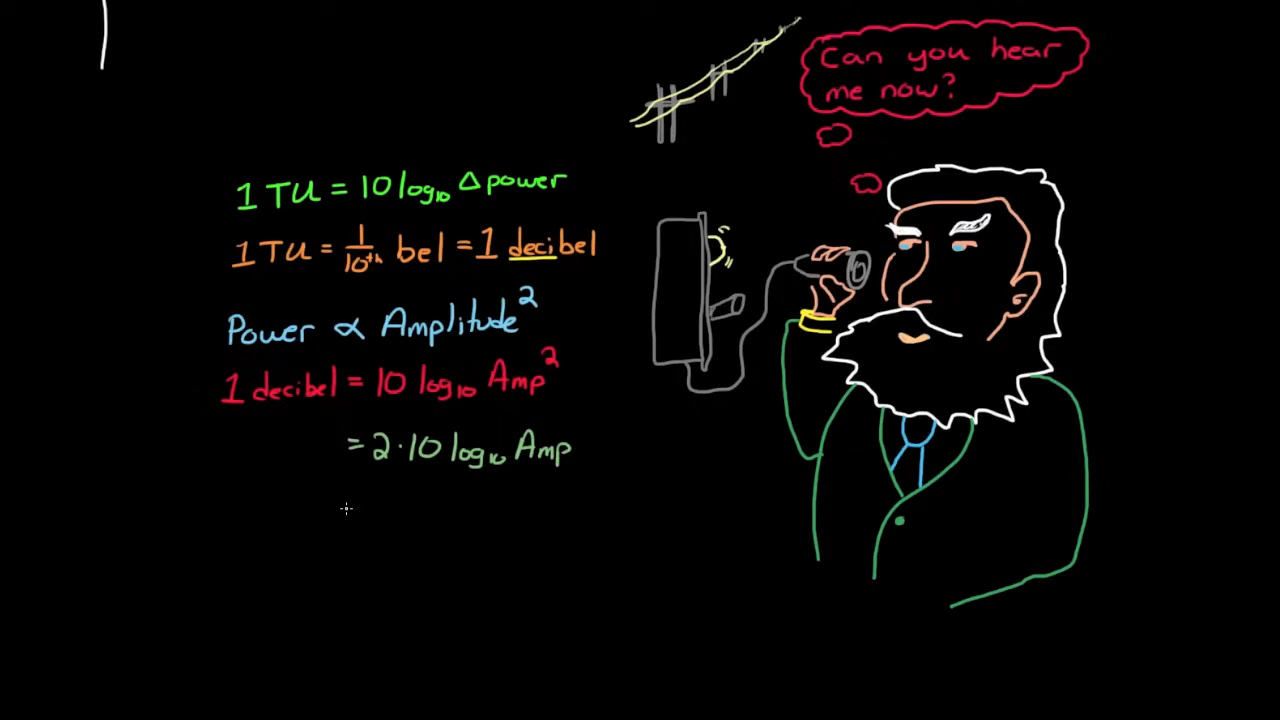 Can you hear
me now?
1 TU = 10 log₁₀ Δ power
1 TU = 1/10ᵗʰ bel = 1 decibel
Power ∝ Amplitude²
1 decibel = 10 log₁₀ Amp²
= 2·10 log₁₀ Amp